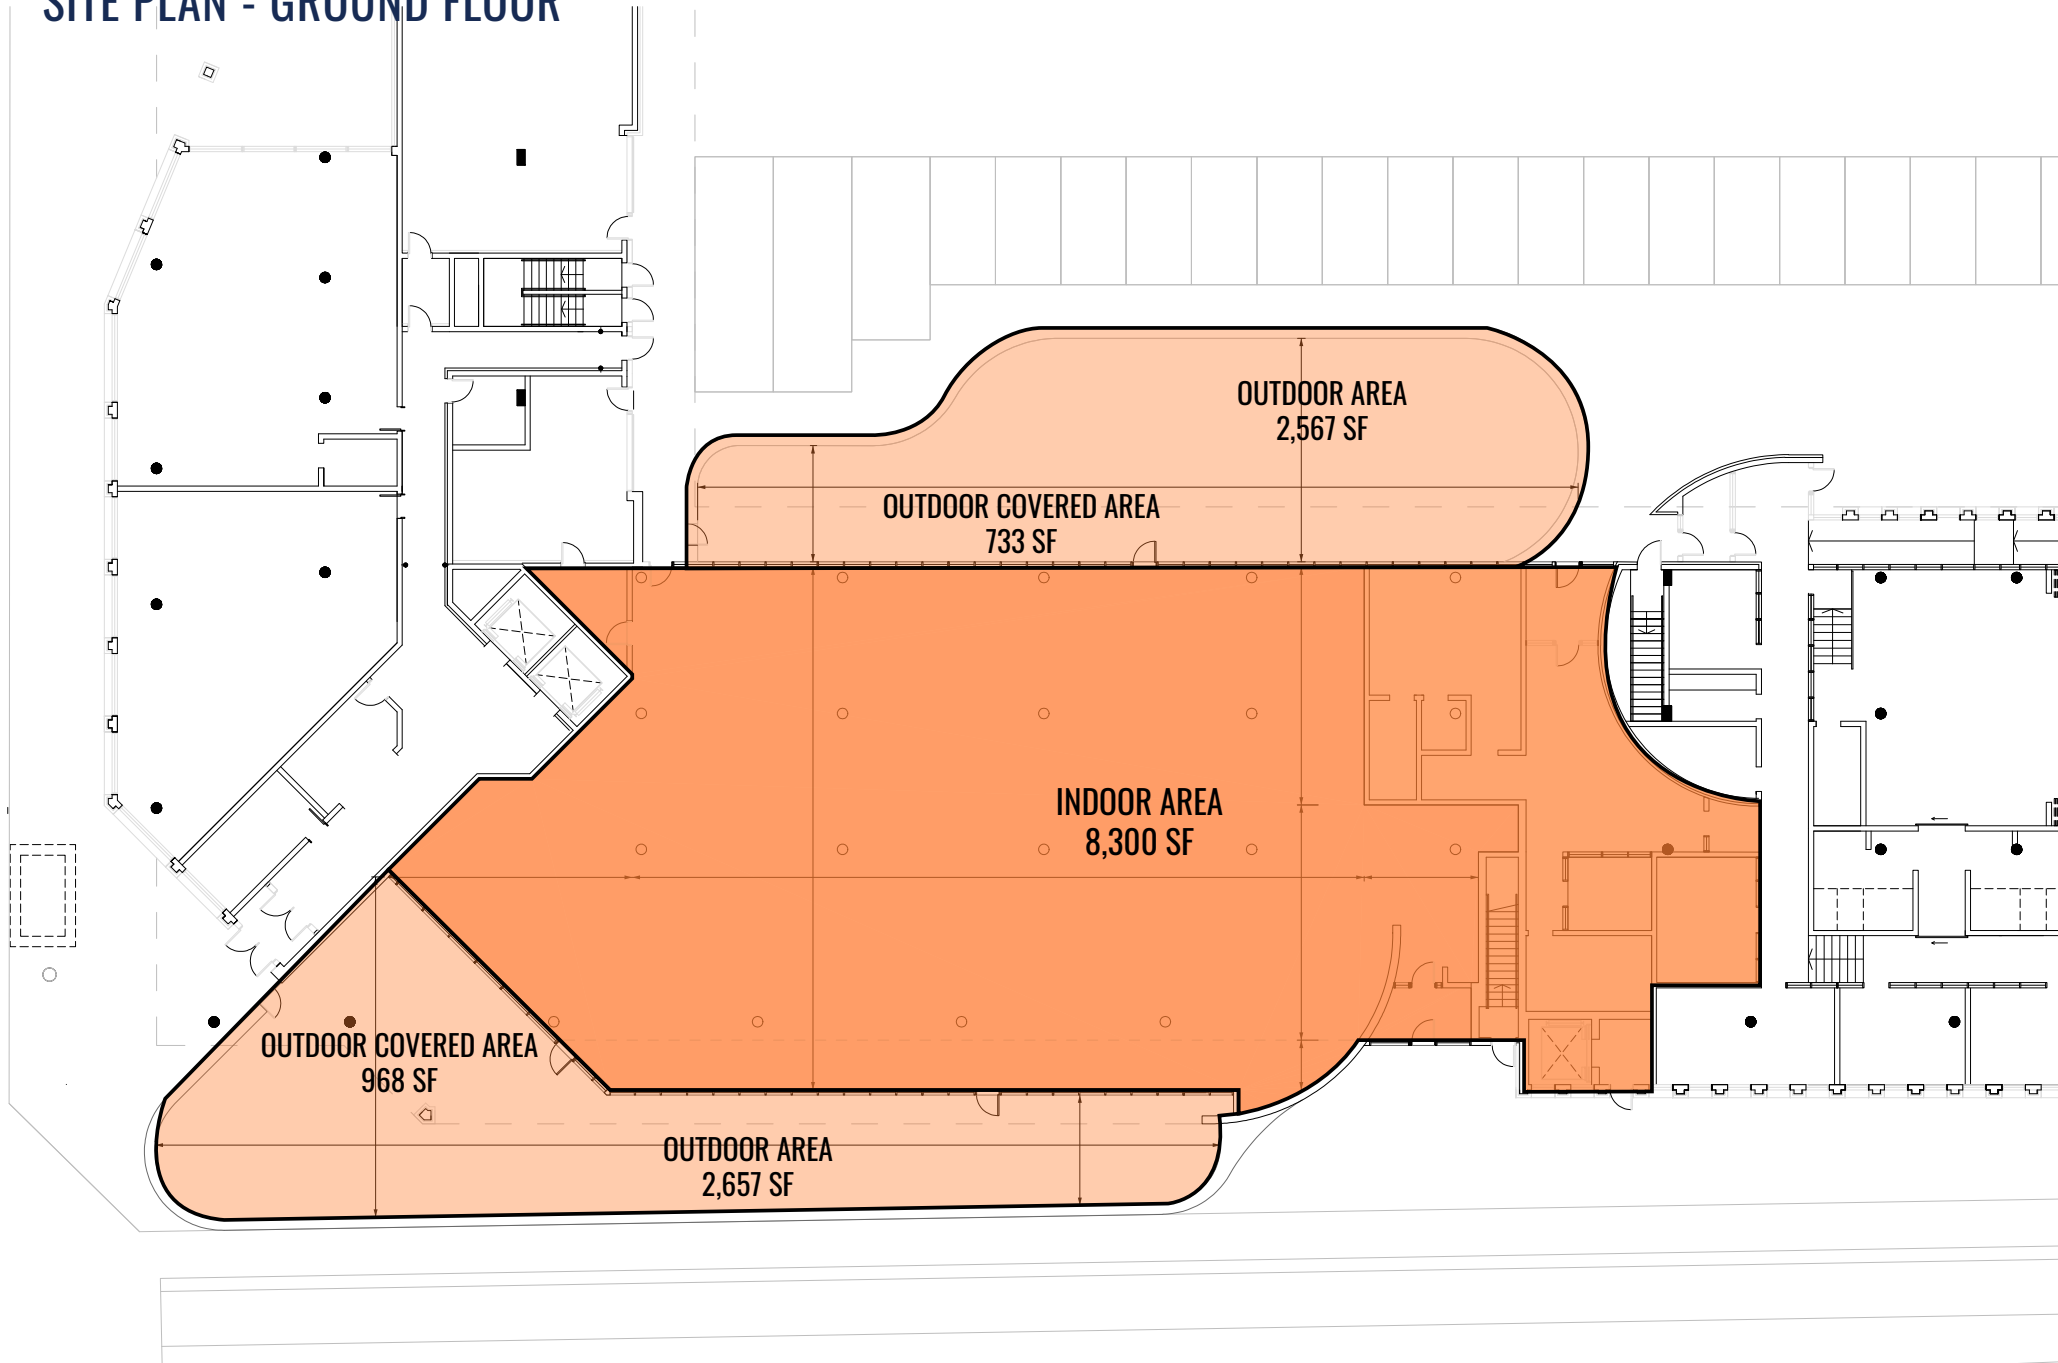 SITE PLAN - GROUND FLOOR
OUTDOOR AREA
2,567 SF
OUTDOOR COVERED AREA
733 SF
INDOOR AREA
8,300 SF
OUTDOOR COVERED AREA
968 SF
OUTDOOR AREA
2,657 SF